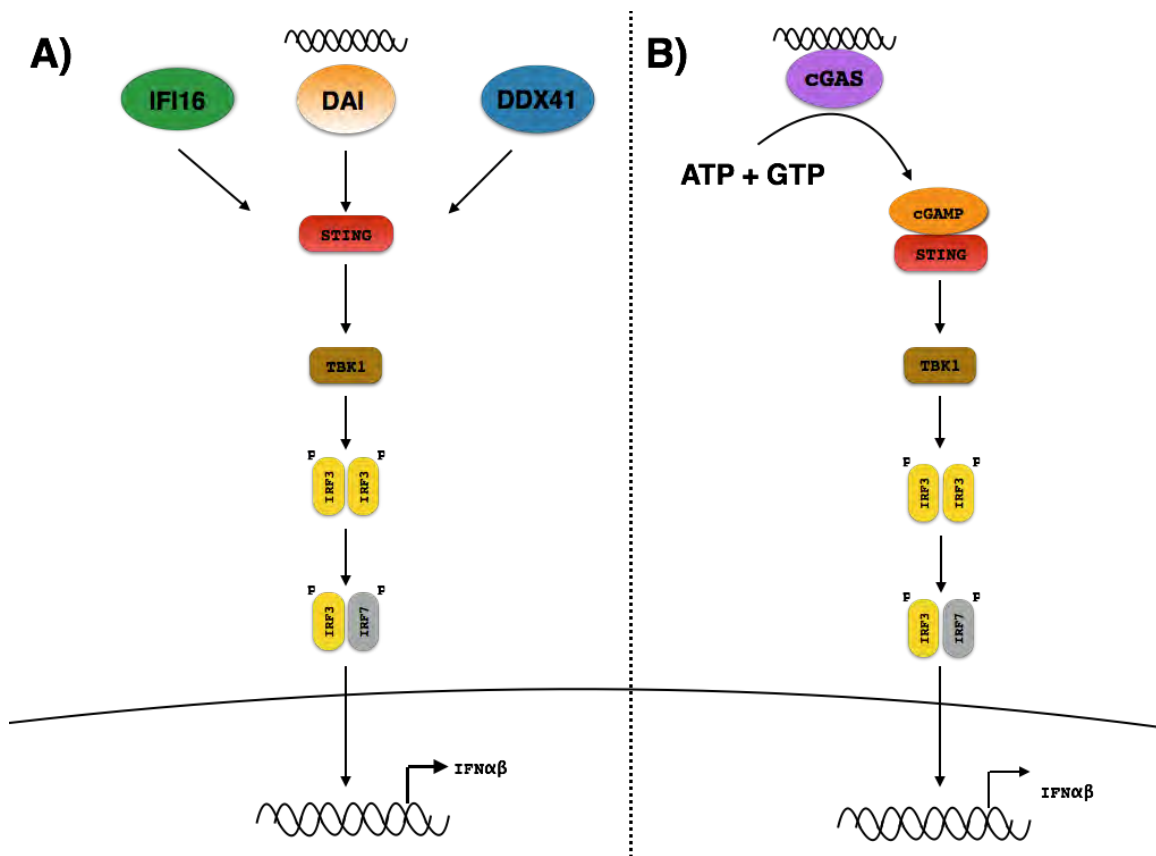 A)
IFI16
DAI
DDX41
STING
TBK1
P P
IRF3 IRF3
P P
IRF3 IRF7
IFNαβ
B)
cGAS
ATP + GTP
cGAMP
STING
TBK1
P P
IRF3 IRF3
P P
IRF3 IRF7
IFNαβ